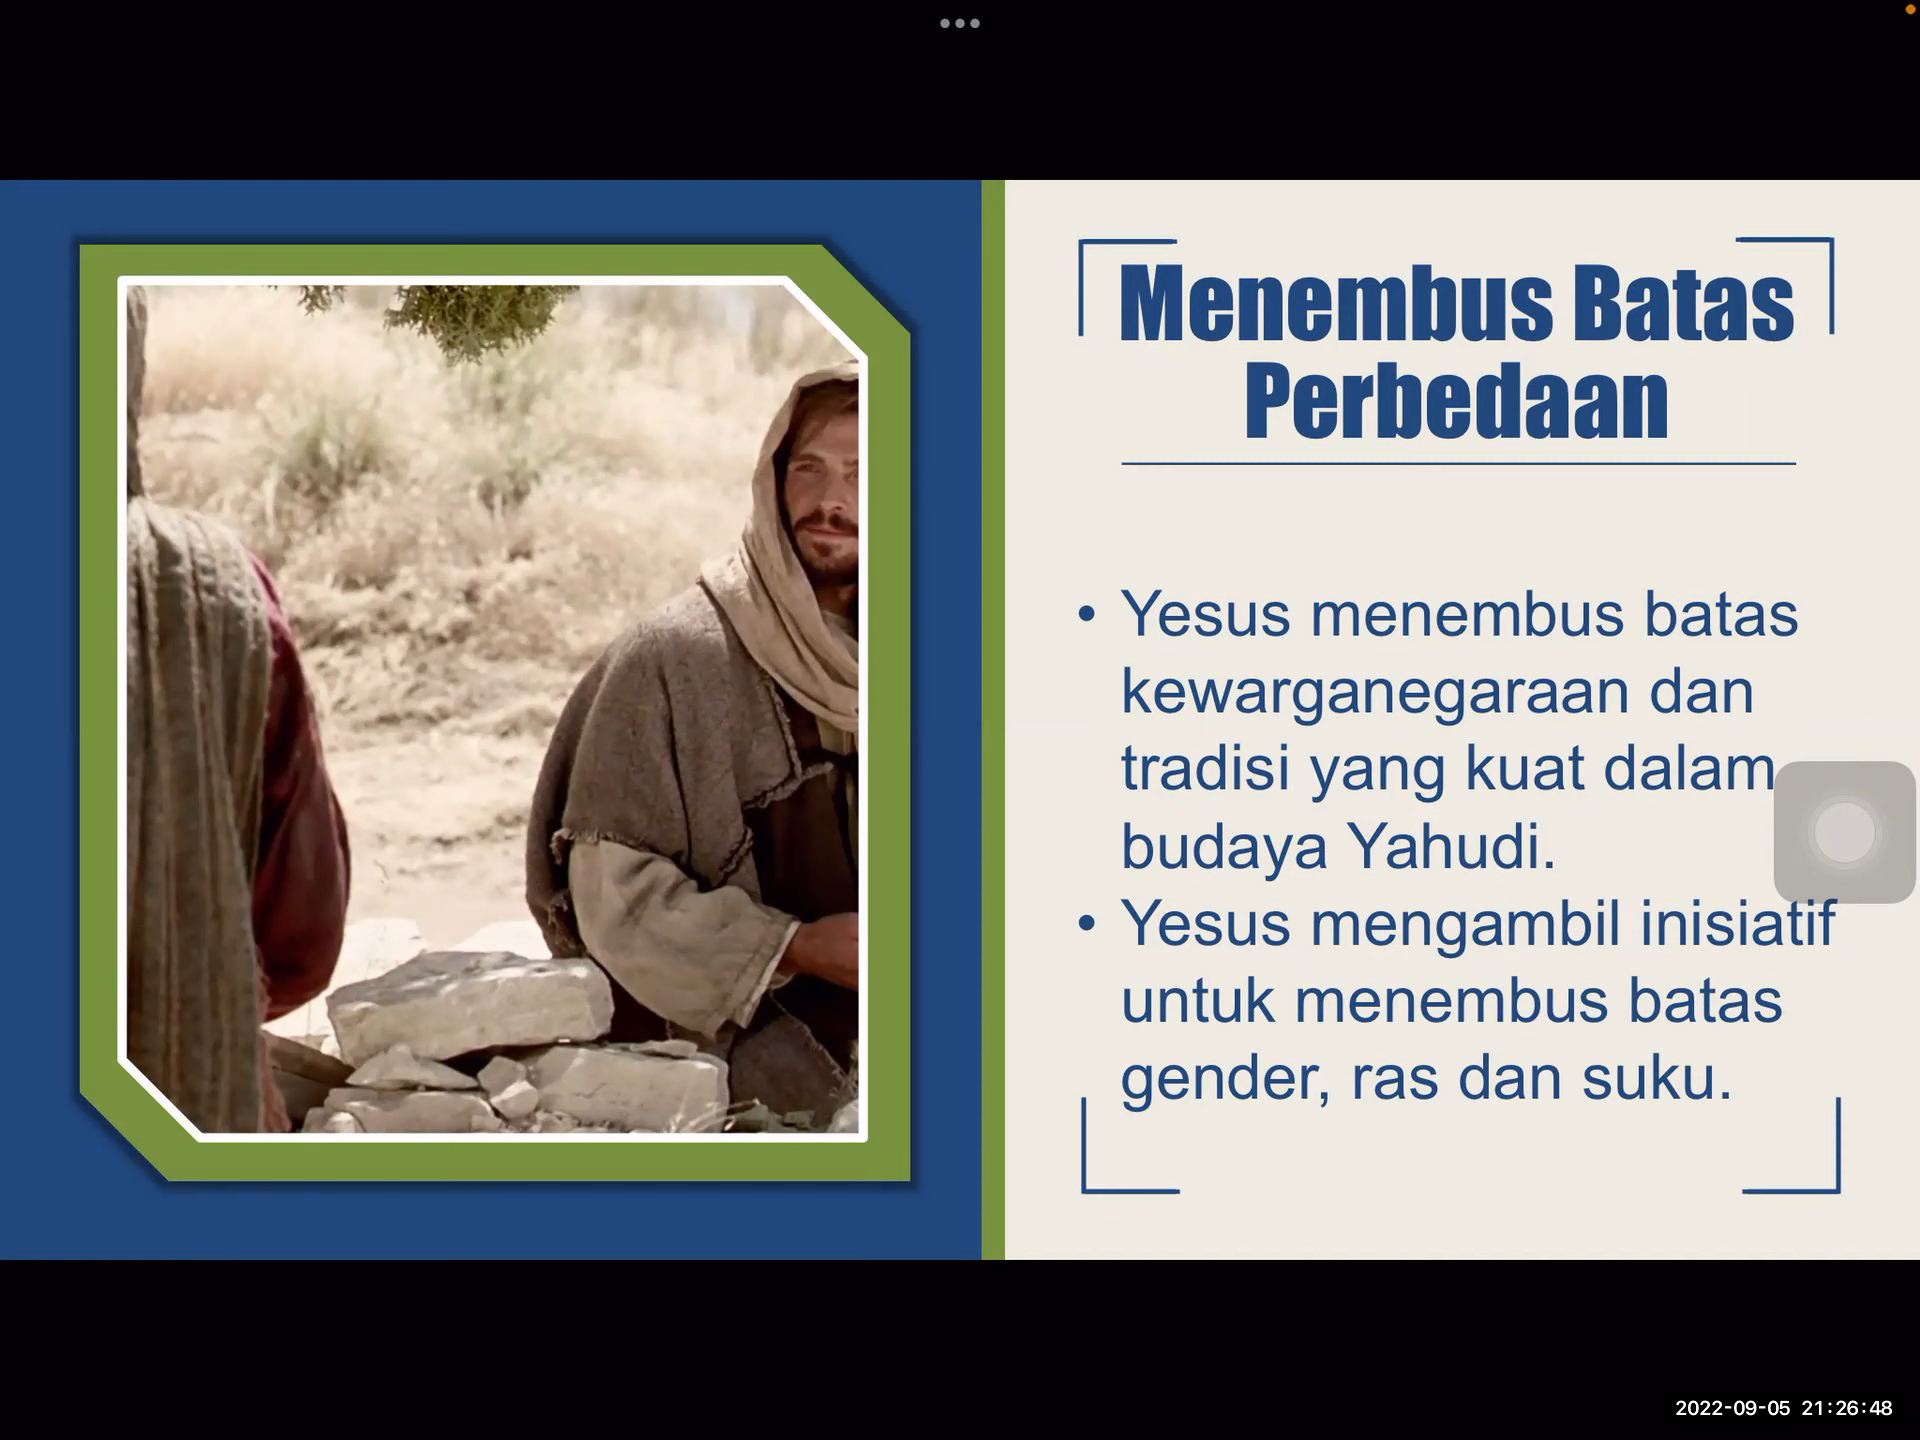 Menembus Batas
Perbedaan
• Yesus menembus batas
kewarganegaraan dan
tradisi yang kuat dalam
budaya Yahudi.
• Yesus mengambil inisiatif
untuk menembus batas
gender, ras dan suku.
2022-09-05 21:26:48